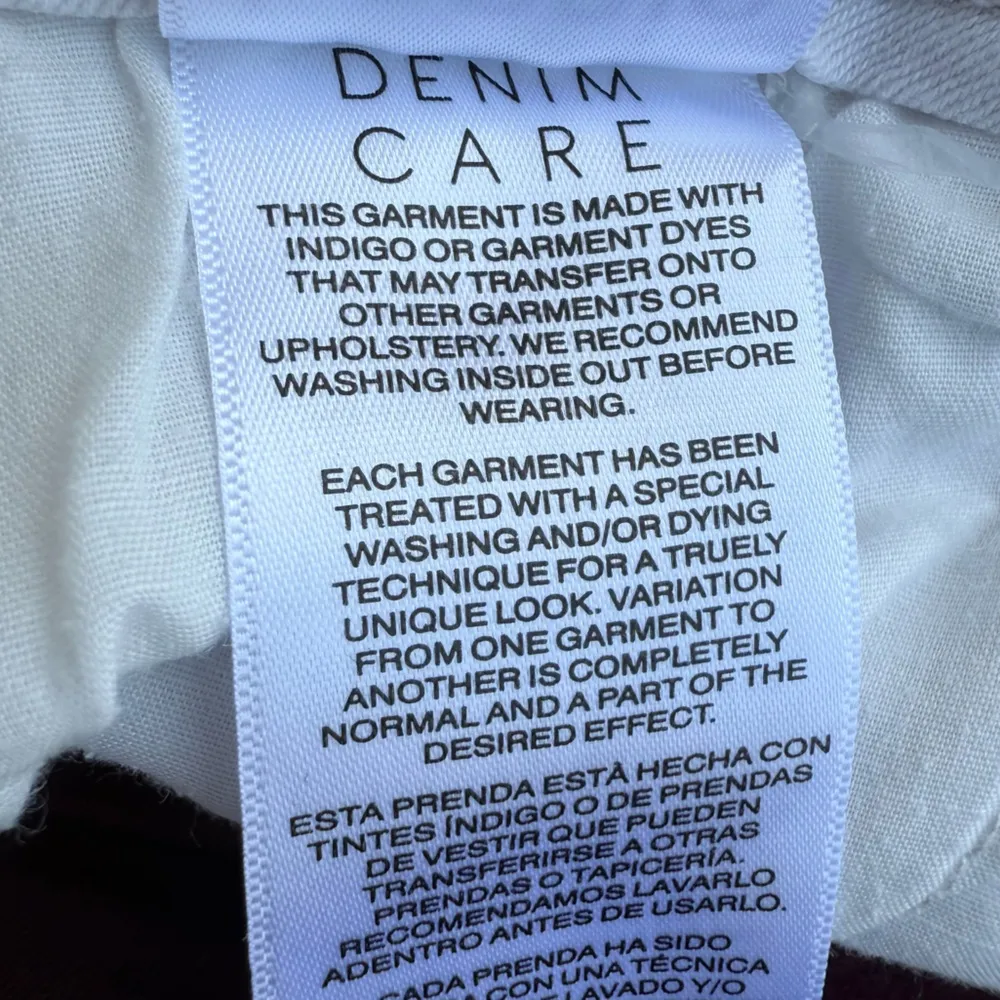 DENIM
CARE
THIS GARMENT IS MADE WITH
INDIGO OR GARMENT DYES
THAT MAY TRANSFER ONTO
OTHER GARMENTS OR
UPHOLSTERY. WE RECOMMEND
WASHING INSIDE OUT BEFORE
WEARING.
EACH GARMENT HAS BEEN
TREATED WITH A SPECIAL
WASHING AND/OR DYING
TECHNIQUE FOR A TRUELY
UNIQUE LOOK. VARIATION
FROM ONE GARMENT TO
ANOTHER IS COMPLETELY
NORMAL AND A PART OF THE
DESIRED EFFECT.
ESTA PRENDA ESTÀ HECHA CON
TINTES ÍNDIGO O DE PRENDAS
DE VESTIR QUE PUEDEN
TRANSFERIRSE A OTRAS
PRENDAS O TAPICERÍA.
RECOMENDAMOS LAVARLO
ADENTRO ANTES DE USARLO.
CADA PRENDA HA SIDO
CON UNA TÉCNICA
LAVADO Y/O